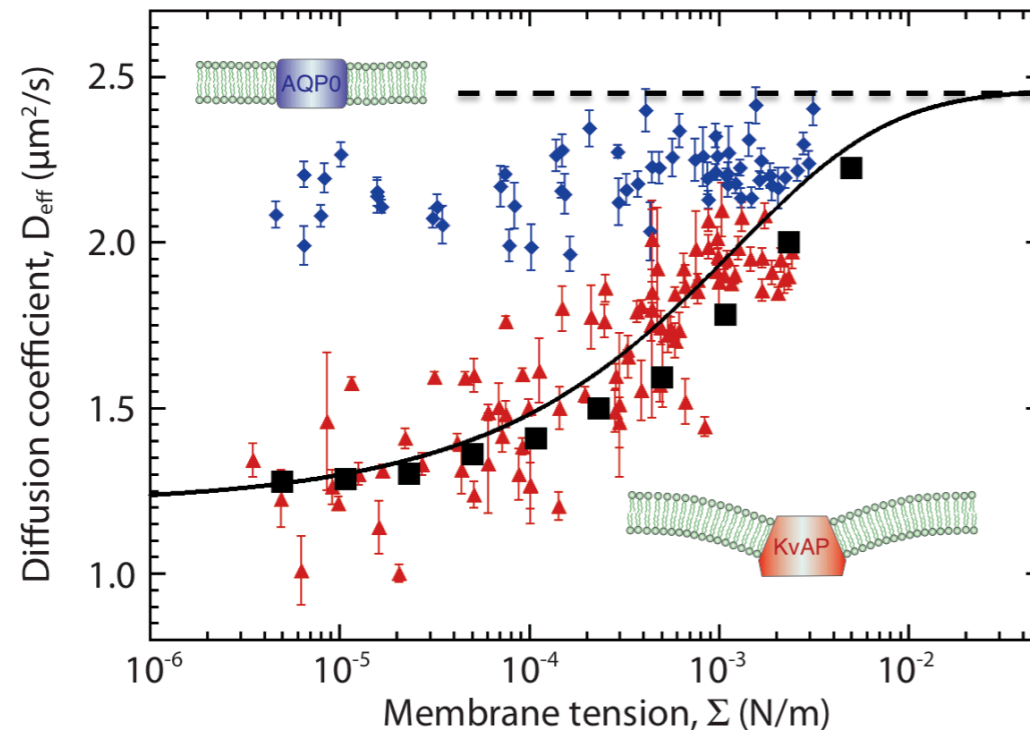 Diffusion coefficient, D_eff (µm²/s)
2.5
2.0
1.5
1.0
AQP0
KvAP
10⁻⁶
10⁻⁵
10⁻⁴
10⁻³
10⁻²
Membrane tension, Σ (N/m)